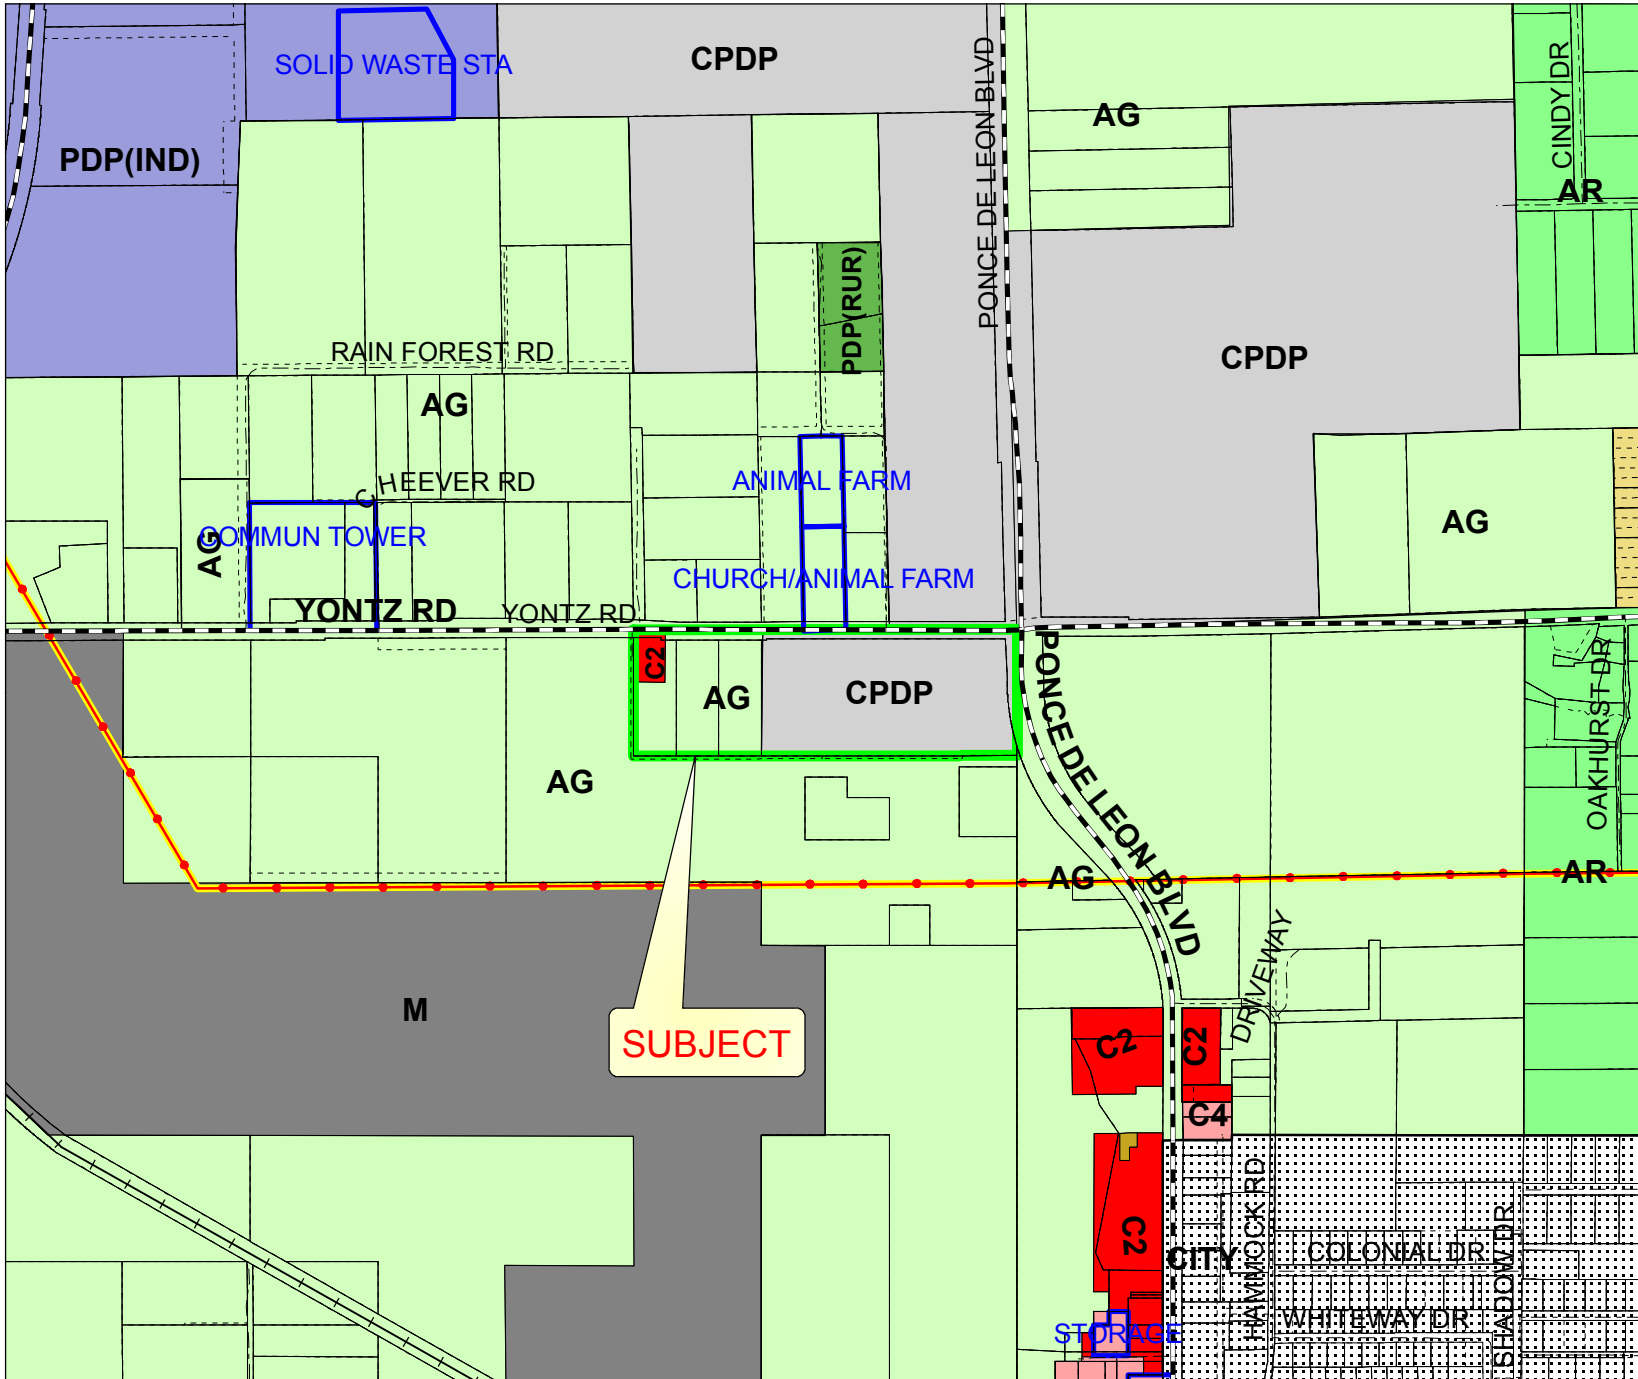 SOLID WASTE STA
CPDP
PONCE DE LEON BLVD
AG
CINDY DR
PDP(IND)
AR
PDP(RUR)
RAIN FOREST RD
CPDP
AG
CHEEVER RD
ANIMAL FARM
AG
COMMUN TOWER
AG
CHURCH/ANIMAL FARM
YONTZ RD
YONTZ RD
C2
AG
CPDP
PONCE DE LEON BLVD
OAKHURST DR
AG
AG
AR
DRIVEWAY
M
SUBJECT
C2
C2
C4
HAMMOCK RD
C2
CITY
COLONIAL DR
SHADOW DR
WHITEWAY DR
STORAGE